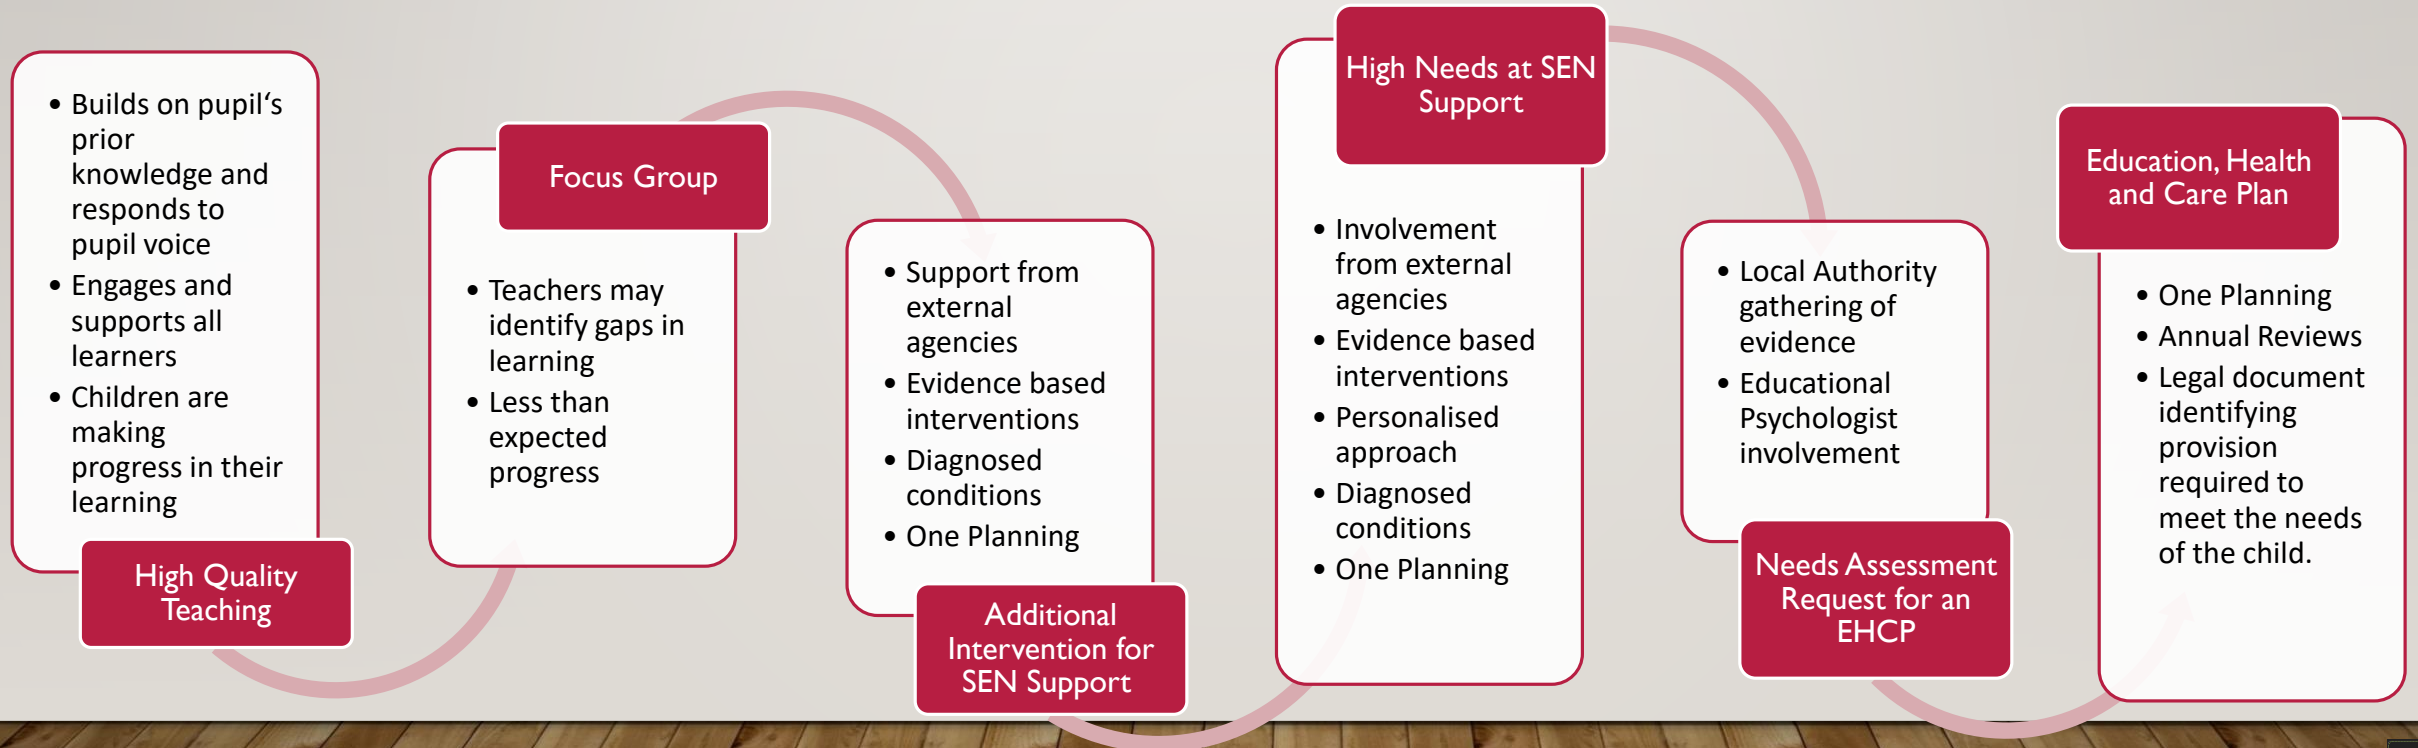 • Builds on pupil‘s
prior
knowledge and
responds to
pupil voice
• Engages and
supports all
learners
• Children are
making
progress in their
learning
High Quality
Teaching
Focus Group
• Teachers may
identify gaps in
learning
• Less than
expected
progress
• Support from
external
agencies
• Evidence based
interventions
• Diagnosed
conditions
• One Planning
Additional
Intervention for
SEN Support
High Needs at SEN
Support
• Involvement
from external
agencies
• Evidence based
interventions
• Personalised
approach
• Diagnosed
conditions
• One Planning
• Local Authority
gathering of
evidence
• Educational
Psychologist
involvement
Needs Assessment
Request for an
EHCP
Education, Health
and Care Plan
• One Planning
• Annual Reviews
• Legal document
identifying
provision
required to
meet the needs
of the child.